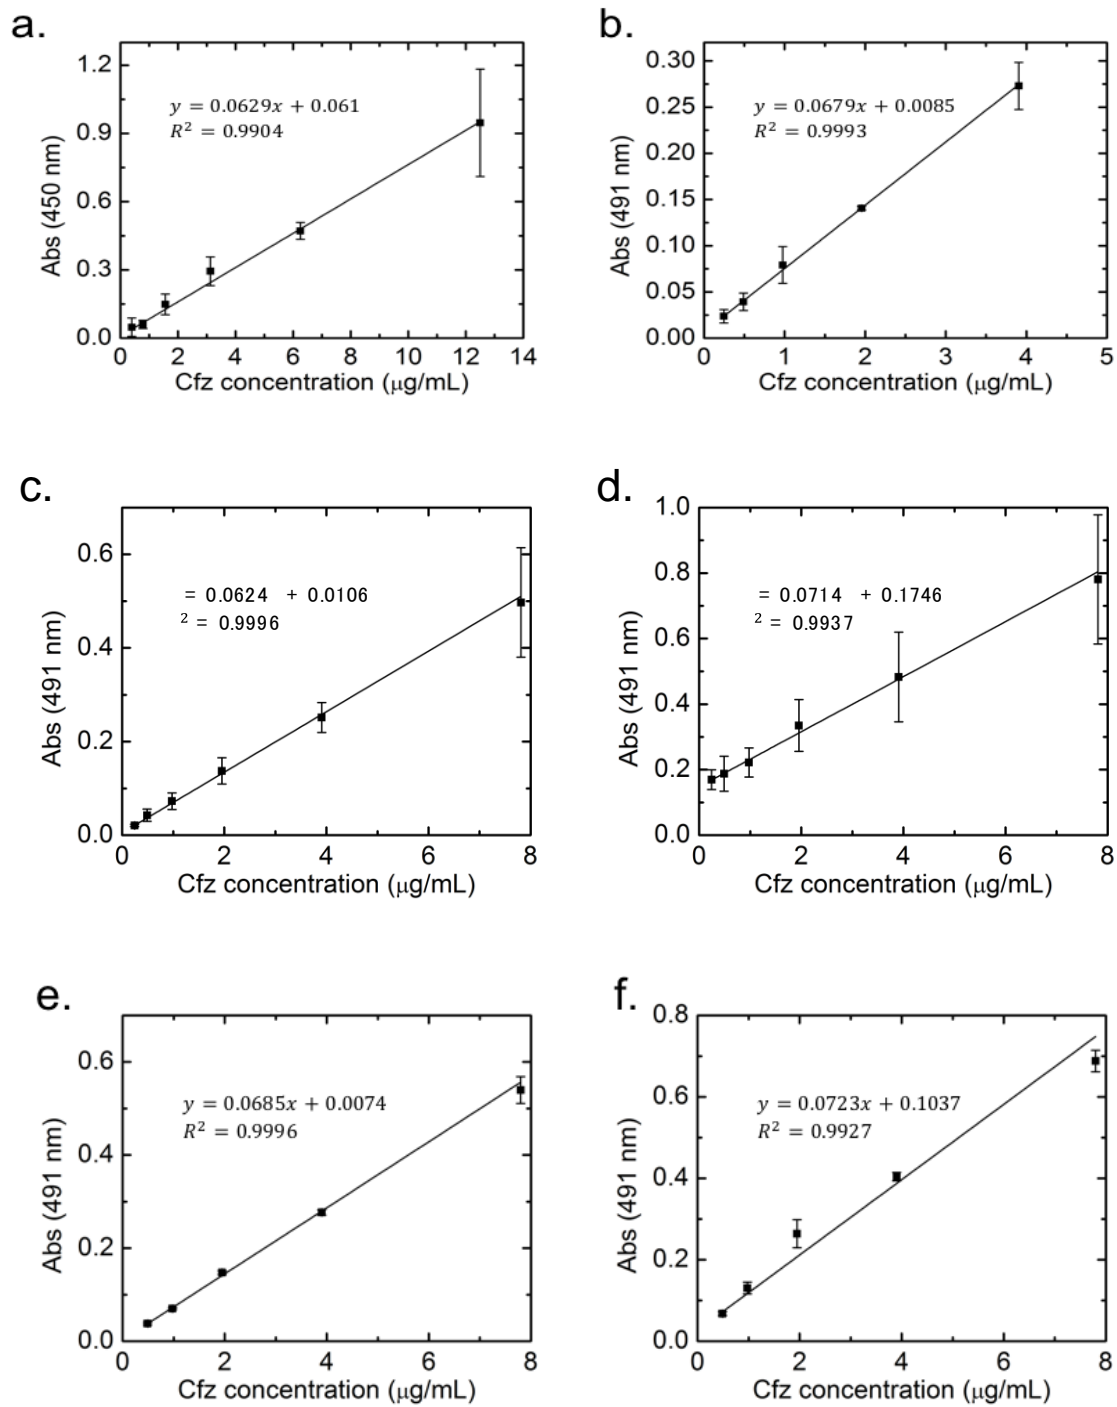 a.
1.2
0.9
0.6
0.3
0.0
Abs (450 nm)
y = 0.0629x + 0.061
R² = 0.9904
0 2 4 6 8 10 12 14
Cfz concentration (μg/mL)
b.
0.30
0.25
0.20
0.15
0.10
0.05
0.00
Abs (491 nm)
y = 0.0679x + 0.0085
R² = 0.9993
0 1 2 3 4 5
Cfz concentration (μg/mL)
c.
0.6
0.4
0.2
0.0
Abs (491 nm)
= 0.0624 + 0.0106
² = 0.9996
0 2 4 6 8
Cfz concentration (μg/mL)
d.
1.0
0.8
0.6
0.4
0.2
0.0
Abs (491 nm)
= 0.0714 + 0.1746
² = 0.9937
0 2 4 6 8
Cfz concentration (μg/mL)
e.
0.6
0.4
0.2
0.0
Abs (491 nm)
y = 0.0685x + 0.0074
R² = 0.9996
0 2 4 6 8
Cfz concentration (μg/mL)
f.
0.8
0.6
0.4
0.2
0.0
Abs (491 nm)
y = 0.0723x + 0.1037
R² = 0.9927
0 2 4 6 8
Cfz concentration (μg/mL)